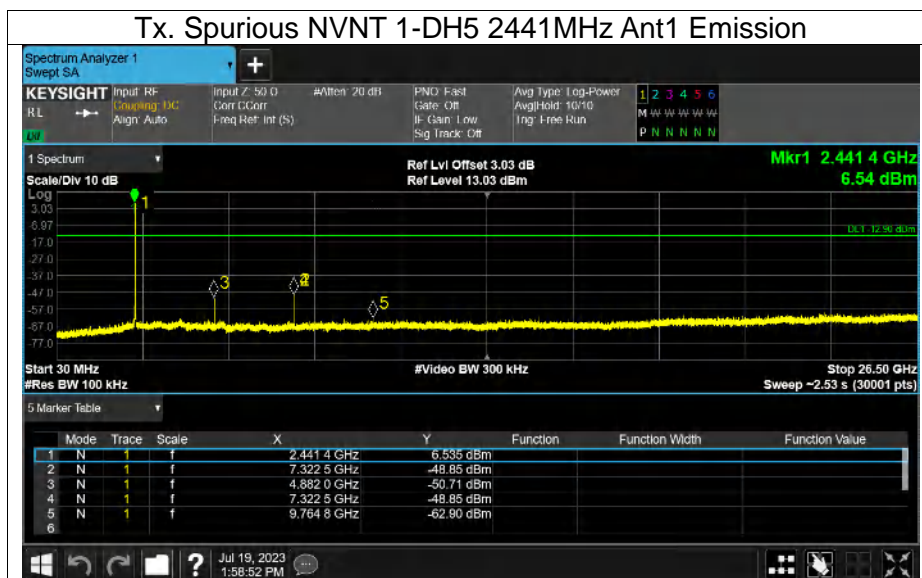 Tx. Spurious NVNT 1-DH5 2441MHz Ant1 Emission
Spectrum Analyzer 1
Swept SA
+
KEYSIGHT Input: RF Input Z: 50 Ω #Atten: 20 dB PNO: Fast Avg Type: Log-Power 1 2 3 4 5 6
RL Coupling: DC Corr CCorr Gate: Off Avg|Hold: 10/10 M W W W W W
Align: Auto Freq Ref: Int (S) IF Gain: Low Trig: Free Run
Sig Track: Off P N N N N N
1 Spectrum
Ref Lvl Offset 3.03 dB Mkr1 2.441 4 GHz
Scale/Div 10 dB Ref Level 13.03 dBm 6.54 dBm
Log
3.03
-6.97
DL1 -12.90 dBm
-17.0
-27.0
-37.0
-47.0
-57.0
-67.0
-77.0
1
3
4
5
Start 30 MHz #Video BW 300 kHz Stop 26.50 GHz
#Res BW 100 kHz Sweep ~2.53 s (30001 pts)
5 Marker Table
Mode Trace Scale X Y Function Function Width Function Value
1 N 1 f 2.441 4 GHz 6.535 dBm
2 N 1 f 7.322 5 GHz -48.85 dBm
3 N 1 f 4.882 0 GHz -50.71 dBm
4 N 1 f 7.322 5 GHz -48.85 dBm
5 N 1 f 9.764 8 GHz -62.90 dBm
6
?
Jul 19, 2023
1:58:52 PM